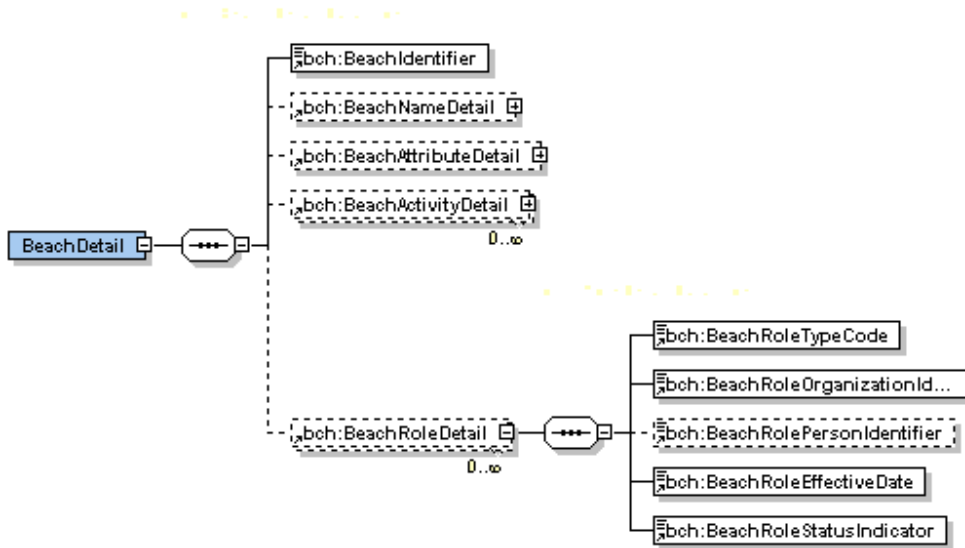 bch:BeachIdentifier
bch:BeachNameDetail
bch:BeachAttributeDetail
bch:BeachActivityDetail
0..∞
BeachDetail
bch:BeachRoleTypeCode
bch:BeachRoleOrganizationId...
bch:BeachRoleDetail
0..∞
bch:BeachRolePersonIdentifier
bch:BeachRoleEffectiveDate
bch:BeachRoleStatusIndicator